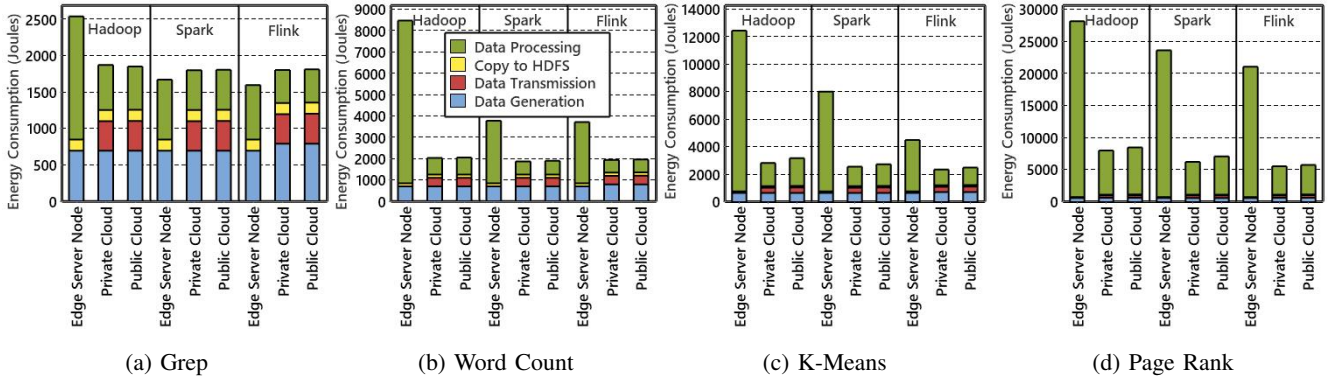 Energy Consumption (Joules)
2500
2000
1500
1000
500
0
Hadoop Spark Flink
Edge Server Node
Private Cloud
Public Cloud
Edge Server Node
Private Cloud
Public Cloud
Edge Server Node
Private Cloud
Public Cloud
(a) Grep
Energy Consumption (Joules)
9000
8000
7000
6000
5000
4000
3000
2000
1000
0
Hadoop Spark Flink
Data Processing
Copy to HDFS
Data Transmission
Data Generation
Edge Server Node
Private Cloud
Public Cloud
Edge Server Node
Private Cloud
Public Cloud
Edge Server Node
Private Cloud
Public Cloud
(b) Word Count
Energy Consumption (Joules)
14000
12000
10000
8000
6000
4000
2000
0
Hadoop Spark Flink
Edge Server Node
Private Cloud
Public Cloud
Edge Server Node
Private Cloud
Public Cloud
Edge Server Node
Private Cloud
Public Cloud
(c) K-Means
Energy Consumption (Joules)
30000
25000
20000
15000
10000
5000
0
Hadoop Spark Flink
Edge Server Node
Private Cloud
Public Cloud
Edge Server Node
Private Cloud
Public Cloud
Edge Server Node
Private Cloud
Public Cloud
(d) Page Rank